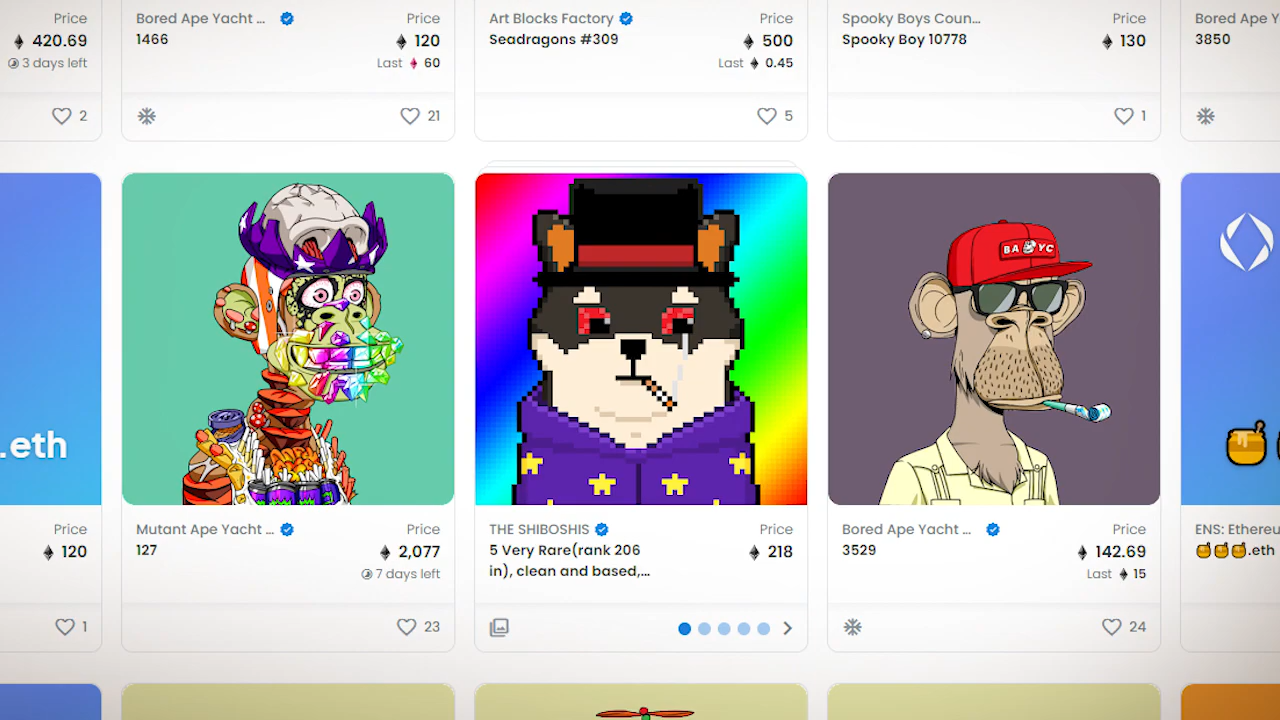 Price
420.69
3 days left
2
Bored Ape Yacht ...
Price
1466
120
Last 60
21
Art Blocks Factory
Price
Seadragons #309
500
Last 0.45
5
Spooky Boys Coun...
Price
Spooky Boy 10778
130
1
Bored Ape Y
3850
.eth
BA YC
Price
120
1
Mutant Ape Yacht ...
Price
127
2,077
7 days left
23
THE SHIBOSHIS
Price
5 Very Rare(rank 206
218
in), clean and based,...
Bored Ape Yacht ...
Price
3529
142.69
Last 15
24
ENS: Ethereu
.eth